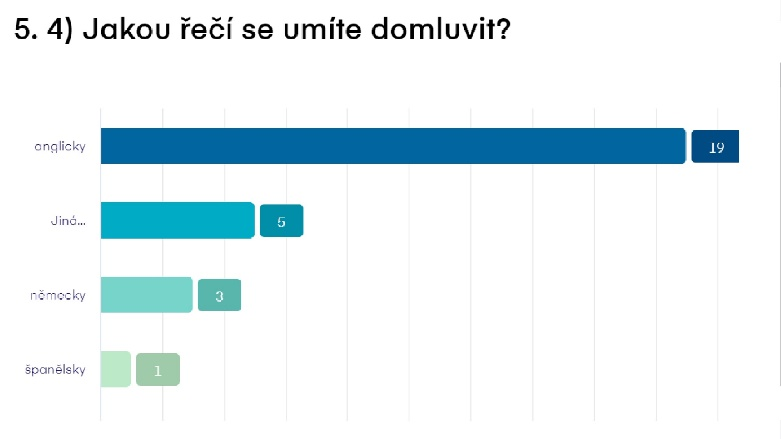 5. 4) Jakou řečí se umíte domluvit?
anglicky 19
Jiná... 5
německy 3
španělsky 1